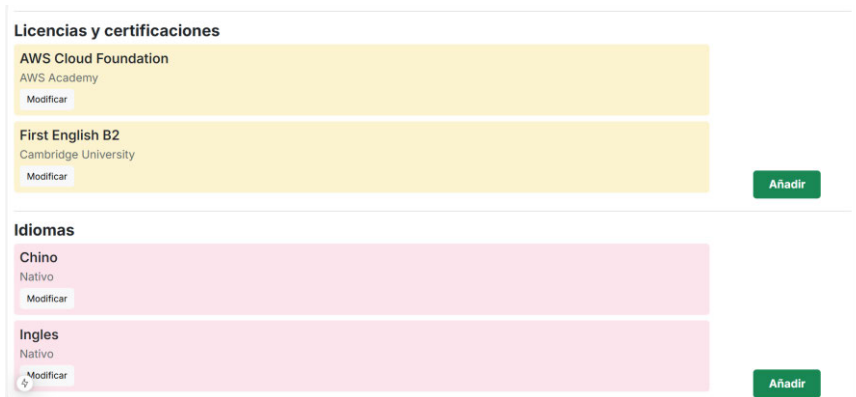 Licencias y certificaciones
AWS Cloud Foundation
AWS Academy
Modificar
First English B2
Cambridge University
Modificar
Añadir
Idiomas
Chino
Nativo
Modificar
Ingles
Nativo
Modificar
Añadir